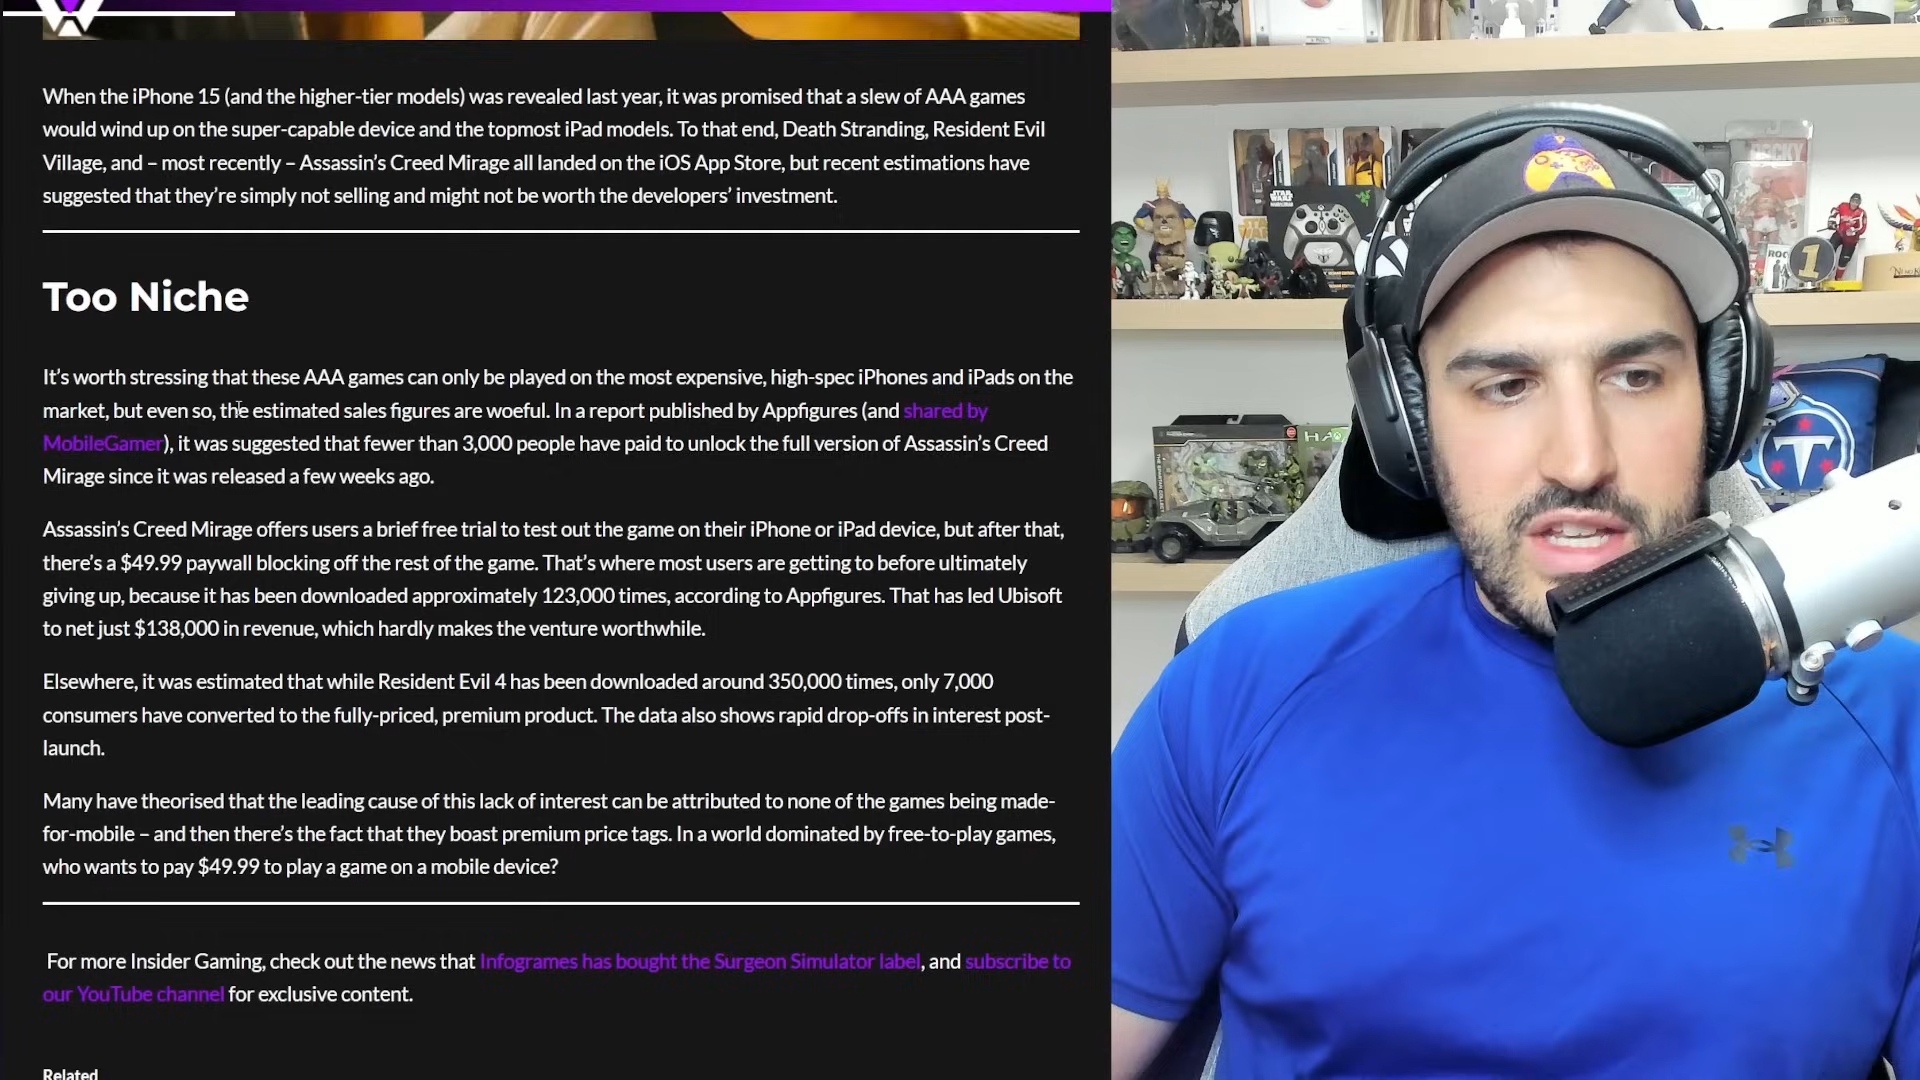 When the iPhone 15 (and the higher-tier models) was revealed last year, it was promised that a slew of AAA games
would wind up on the super-capable device and the topmost iPad models. To that end, Death Stranding, Resident Evil
Village, and – most recently – Assassin’s Creed Mirage all landed on the iOS App Store, but recent estimations have
suggested that they’re simply not selling and might not be worth the developers’ investment.
Too Niche
It’s worth stressing that these AAA games can only be played on the most expensive, high-spec iPhones and iPads on the
market, but even so, the estimated sales figures are woeful. In a report published by Appfigures (and shared by
MobileGamer), it was suggested that fewer than 3,000 people have paid to unlock the full version of Assassin’s Creed
Mirage since it was released a few weeks ago.
Assassin’s Creed Mirage offers users a brief free trial to test out the game on their iPhone or iPad device, but after that,
there’s a $49.99 paywall blocking off the rest of the game. That’s where most users are getting to before ultimately
giving up, because it has been downloaded approximately 123,000 times, according to Appfigures. That has led Ubisoft
to net just $138,000 in revenue, which hardly makes the venture worthwhile.
Elsewhere, it was estimated that while Resident Evil 4 has been downloaded around 350,000 times, only 7,000
consumers have converted to the fully-priced, premium product. The data also shows rapid drop-offs in interest post-
launch.
Many have theorised that the leading cause of this lack of interest can be attributed to none of the games being made-
for-mobile – and then there’s the fact that they boast premium price tags. In a world dominated by free-to-play games,
who wants to pay $49.99 to play a game on a mobile device?
For more Insider Gaming, check out the news that Infogrames has bought the Surgeon Simulator label, and subscribe to
our YouTube channel for exclusive content.
Related
STAR WARS
ROCKY
1
HA
T